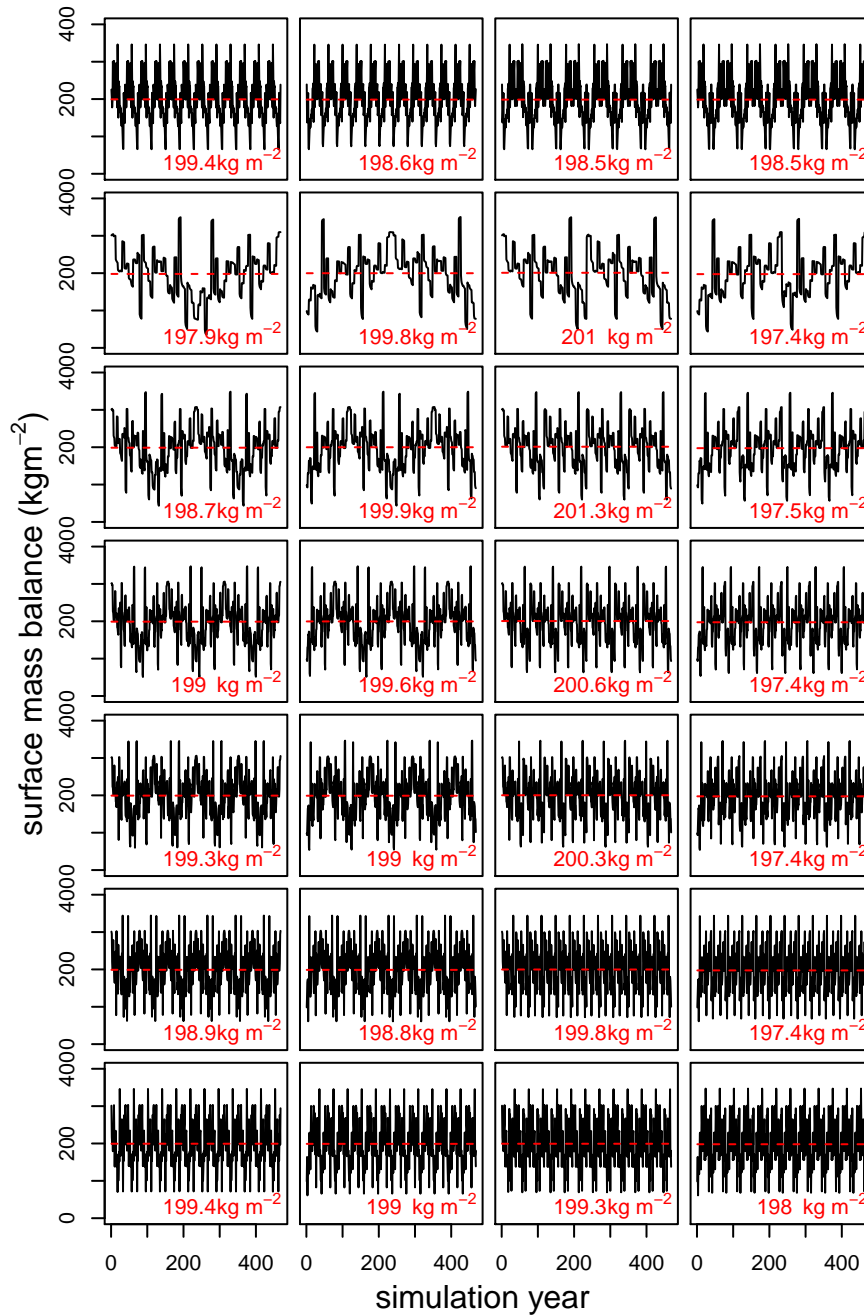 surface mass balance (kgm−2)
400
200
0
199.4kg m−2
198.6kg m−2
198.5kg m−2
198.5kg m−2
400
200
0
197.9kg m−2
199.8kg m−2
201 kg m−2
197.4kg m−2
400
200
0
198.7kg m−2
199.9kg m−2
201.3kg m−2
197.5kg m−2
400
200
0
199 kg m−2
199.6kg m−2
200.6kg m−2
197.4kg m−2
400
200
0
199.3kg m−2
199 kg m−2
200.3kg m−2
197.4kg m−2
400
200
0
198.9kg m−2
198.8kg m−2
199.8kg m−2
197.4kg m−2
400
200
0
199.4kg m−2
199 kg m−2
199.3kg m−2
198 kg m−2
0 200 400 0 200 400 0 200 400 0 200 400
simulation year